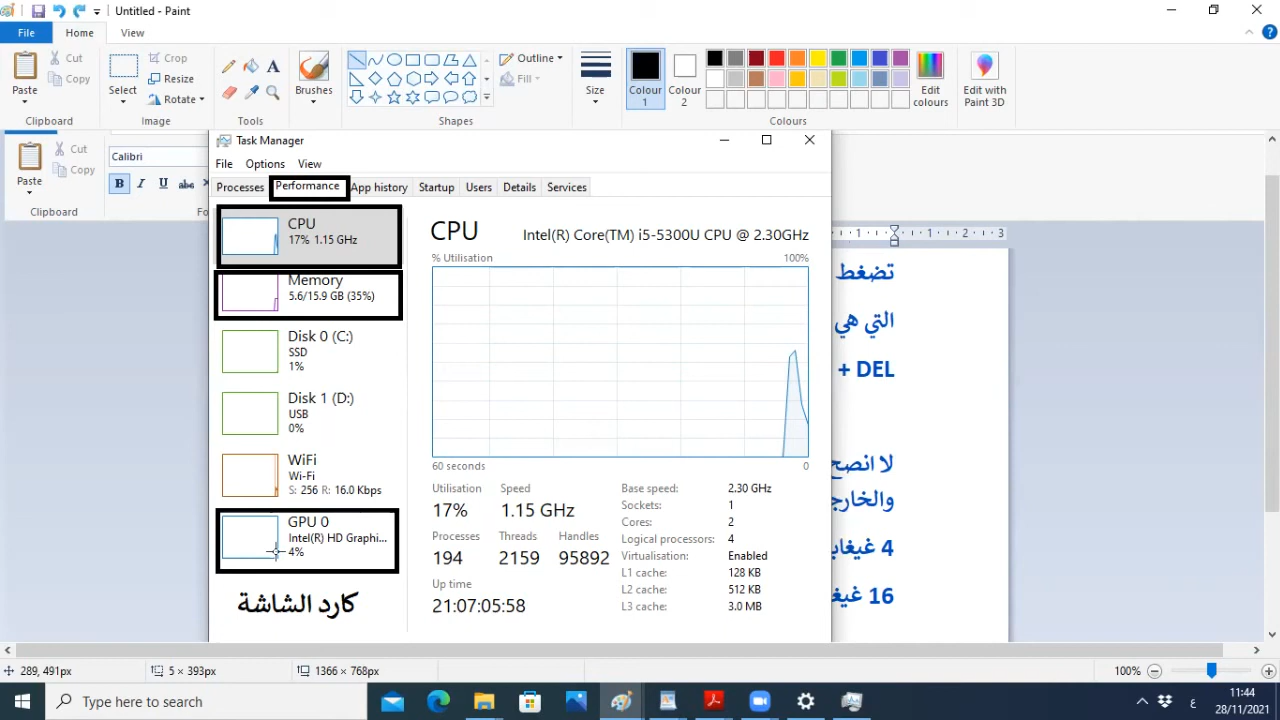 Untitled - Paint
File
Home
View
Paste
Cut
Copy
Clipboard
Select
Crop
Resize
Rotate
Image
Tools
Brushes
Shapes
Outline
Fill
Size
Colour 1
Colour 2
Edit colours
Colours
Edit with Paint 3D
Paste
Cut
Copy
Clipboard
Calibri
B I U abc
Fo
Task Manager
File Options View
Processes Performance App history Startup Users Details Services
CPU
17% 1.15 GHz
Memory
5.6/15.9 GB (35%)
Disk 0 (C:)
SSD
1%
Disk 1 (D:)
USB
0%
WiFi
Wi-Fi
S: 256 R: 16.0 Kbps
GPU 0
Intel(R) HD Graphi...
4%
كارد الشاشة
CPU
Intel(R) Core(TM) i5-5300U CPU @ 2.30GHz
% Utilisation 100%
60 seconds 0
Utilisation Speed
17% 1.15 GHz
Processes Threads Handles
194 2159 95892
Up time
21:07:05:58
Base speed: 2.30 GHz
Sockets: 1
Cores: 2
Logical processors: 4
Virtualisation: Enabled
L1 cache: 128 KB
L2 cache: 512 KB
L3 cache: 3.0 MB
1 1 2 3
تضغط
التي هي
+ DEL
لا انصح
والخارج
4 غيغاب
16 غيغ
289, 491px
5 × 393px
1366 × 768px
100%
Type here to search
ع
11:44
28/11/2021